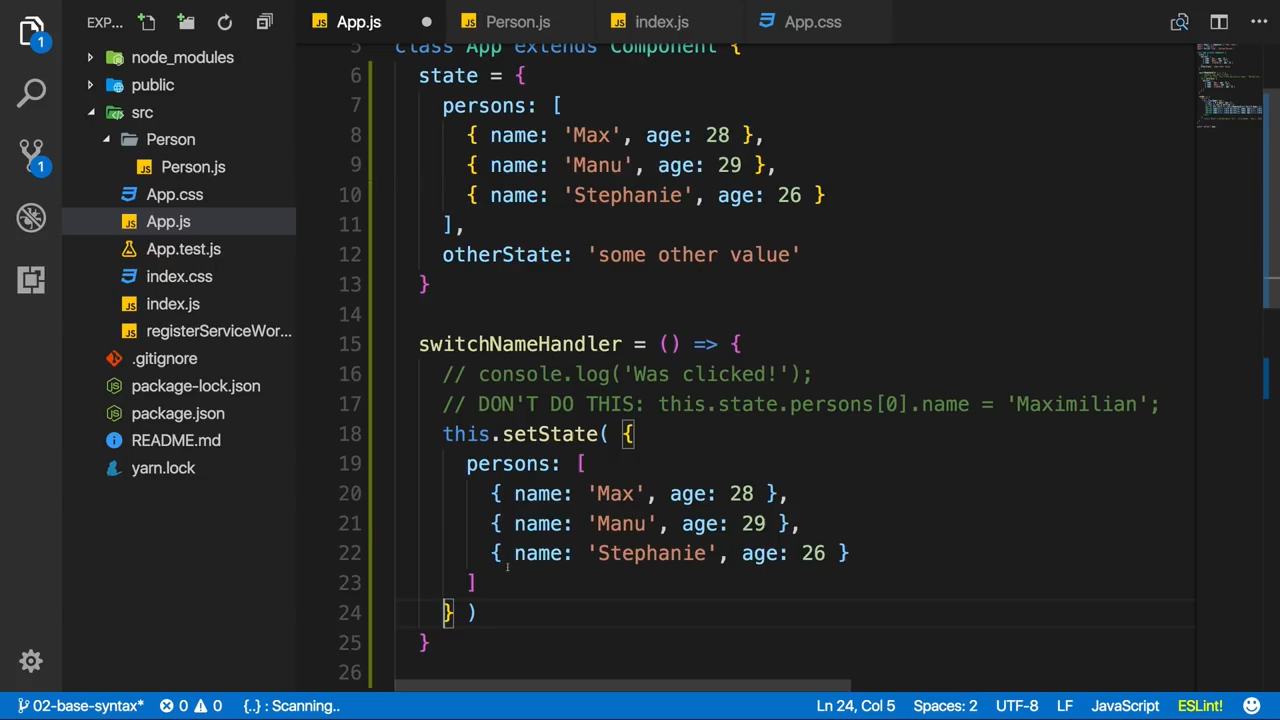 EXP...
App.js
Person.js
index.js
App.css
...
1
1
node_modules
public
src
Person
Person.js
App.css
App.js
App.test.js
index.css
index.js
registerServiceWor...
.gitignore
package-lock.json
package.json
README.md
yarn.lock
5 class App extends Component {
6 state = {
7 persons: [
8 { name: 'Max', age: 28 },
9 { name: 'Manu', age: 29 },
10 { name: 'Stephanie', age: 26 }
11 ],
12 otherState: 'some other value'
13 }
14
15 switchNameHandler = () => {
16 // console.log('Was clicked!');
17 // DON'T DO THIS: this.state.persons[0].name = 'Maximilian';
18 this.setState( {
19 persons: [
20 { name: 'Max', age: 28 },
21 { name: 'Manu', age: 29 },
22 { name: 'Stephanie', age: 26 }
23 ]
24 } )
25 }
26
02-base-syntax* 0 0 {..} : Scanning.. Ln 24, Col 5 Spaces: 2 UTF-8 LF JavaScript ESLint!